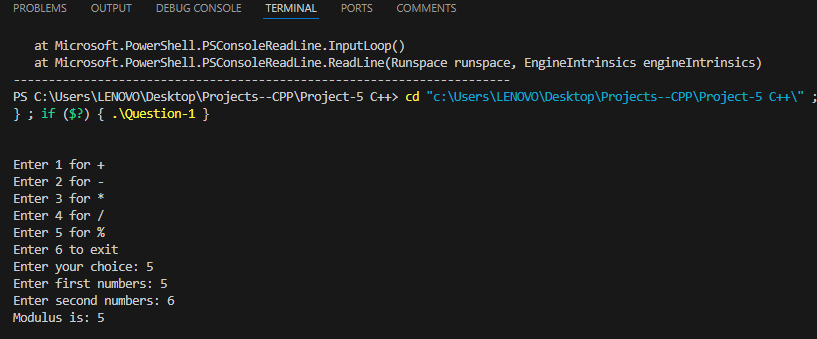 PROBLEMS OUTPUT DEBUG CONSOLE TERMINAL PORTS COMMENTS
at Microsoft.PowerShell.PSConsoleReadLine.InputLoop()
at Microsoft.PowerShell.PSConsoleReadLine.ReadLine(Runspace runspace, EngineIntrinsics engineIntrinsics)
-----------------------------------------------------------------------
PS C:\Users\LENOVO\Desktop\Projects--CPP\Project-5 C++> cd "c:\Users\LENOVO\Desktop\Projects--CPP\Project-5 C++\" ;
} ; if ($?) { .\Question-1 }
Enter 1 for +
Enter 2 for -
Enter 3 for *
Enter 4 for /
Enter 5 for %
Enter 6 to exit
Enter your choice: 5
Enter first numbers: 5
Enter second numbers: 6
Modulus is: 5